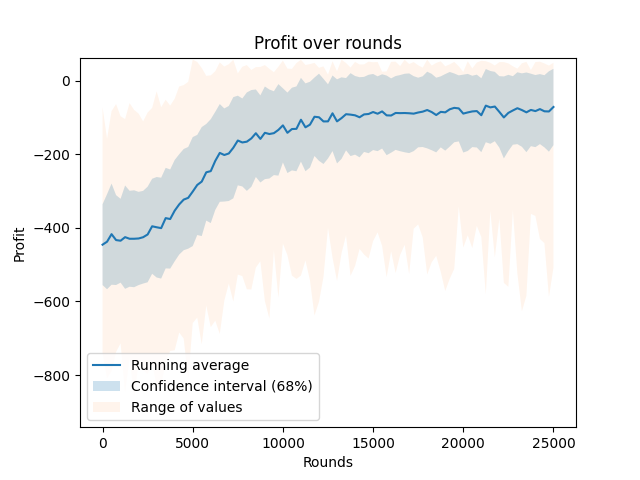 Profit over rounds
0
−200
−400
−600
−800
Profit
Running average
Confidence interval (68%)
Range of values
0 5000 10000 15000 20000 25000
Rounds